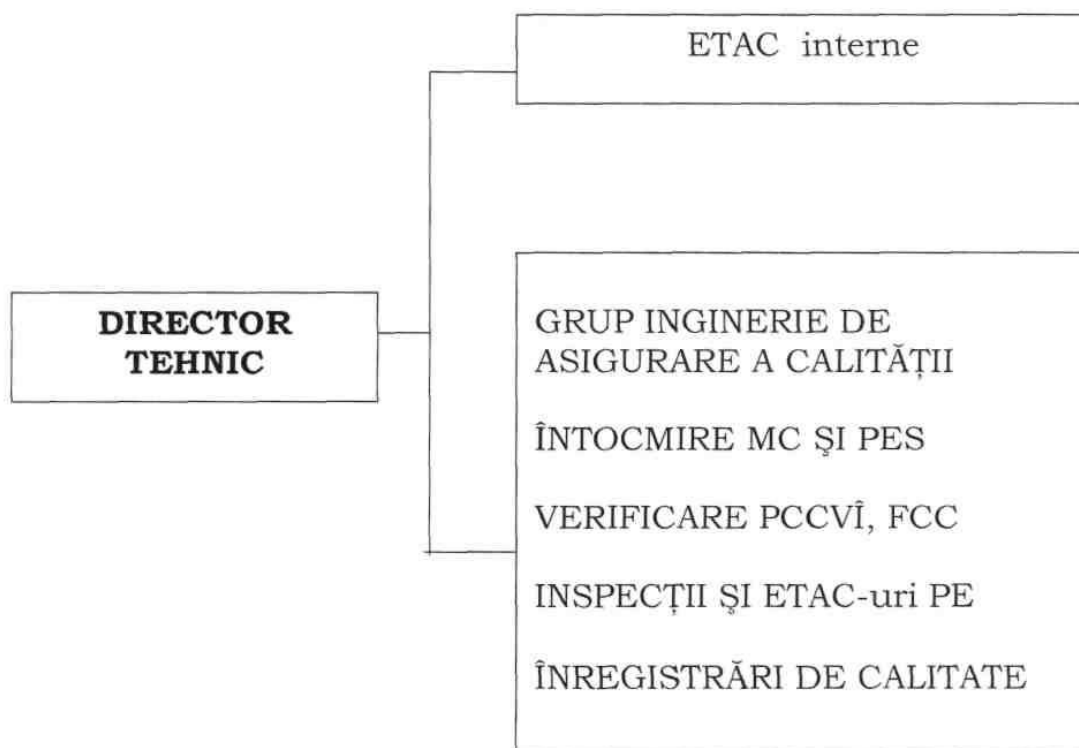 ETAC interne
DIRECTOR
TEHNIC
GRUP INGINERIE DE
ASIGURARE A CALITĂȚII
ÎNTOCMIRE MC ŞI PES
VERIFICARE PCCVÎ, FCC
INSPECȚII ŞI ETAC-uri PE
ÎNREGISTRĂRI DE CALITATE